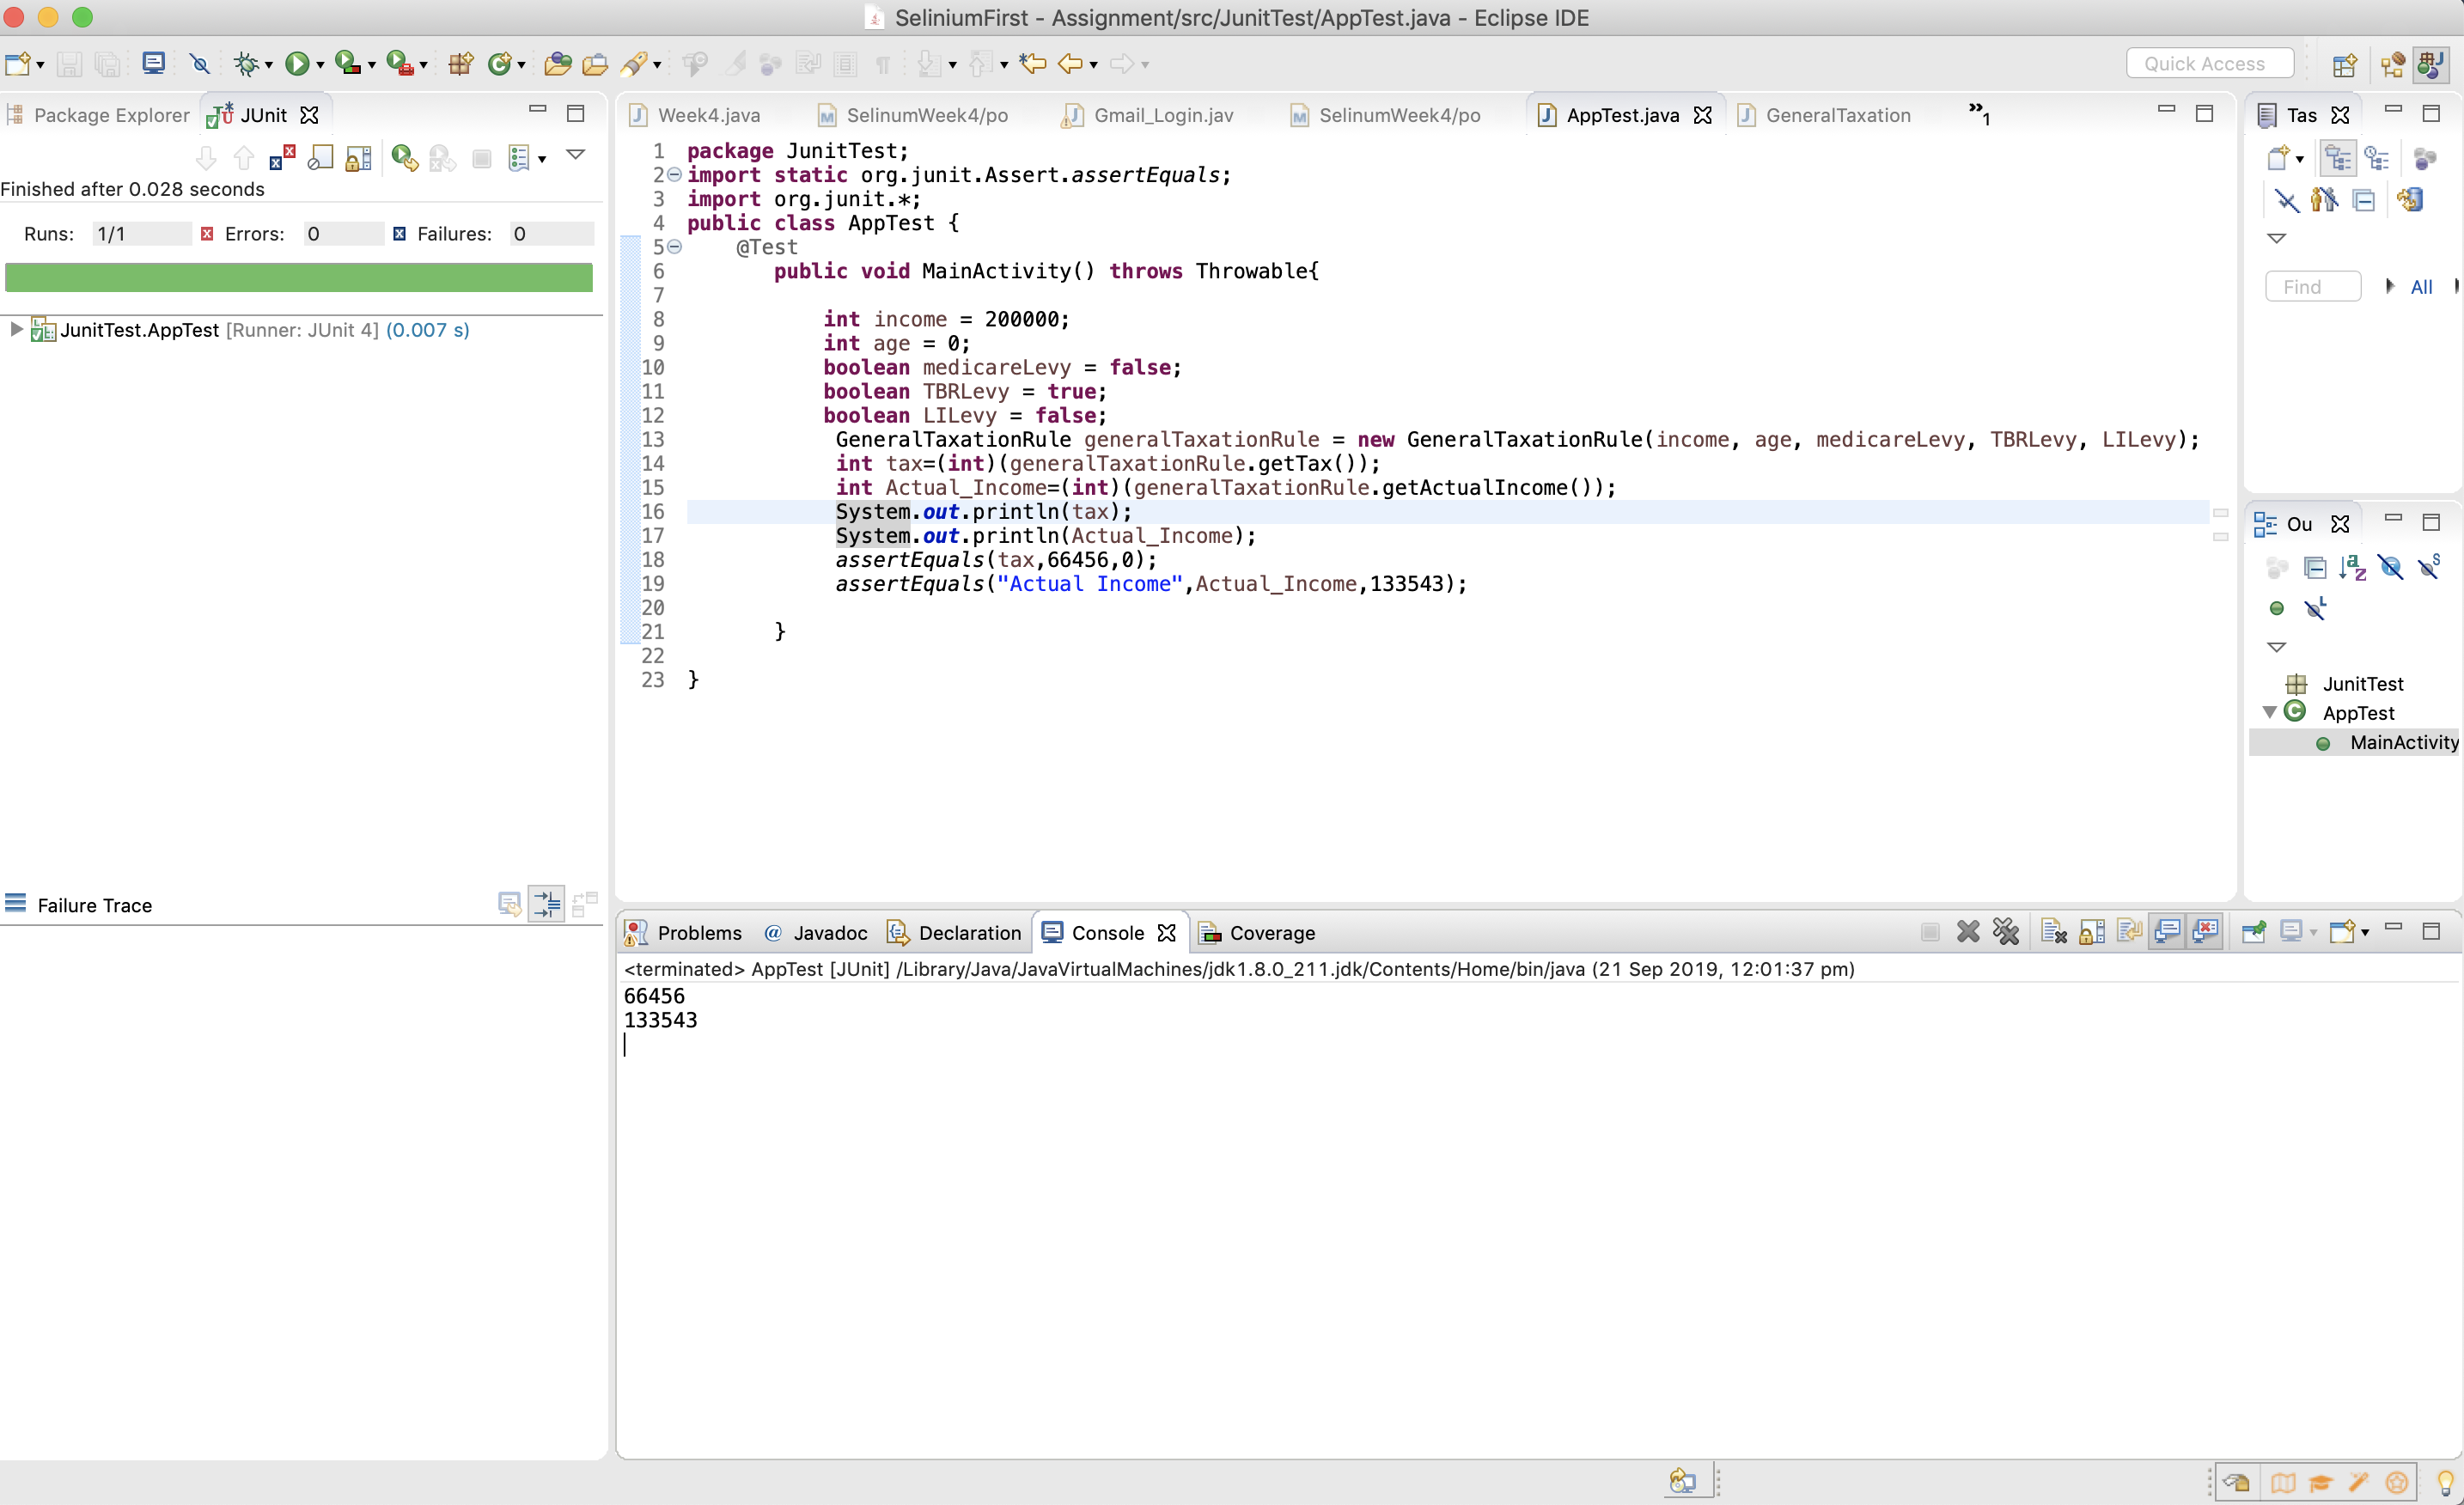 SeliniumFirst - Assignment/src/JunitTest/AppTest.java - Eclipse IDE
Quick Access
Package Explorer
JUnit
Finished after 0.028 seconds
Runs: 1/1 Errors: 0 Failures: 0
JunitTest.AppTest [Runner: JUnit 4] (0.007 s)
Failure Trace
Week4.java SelinumWeek4/po Gmail_Login.jav SelinumWeek4/po AppTest.java GeneralTaxation »1
1 package JunitTest;
2 import static org.junit.Assert.assertEquals;
3 import org.junit.*;
4 public class AppTest {
5 @Test
6 public void MainActivity() throws Throwable{
7
8 int income = 200000;
9 int age = 0;
10 boolean medicareLevy = false;
11 boolean TBRLevy = true;
12 boolean LILevy = false;
13 GeneralTaxationRule generalTaxationRule = new GeneralTaxationRule(income, age, medicareLevy, TBRLevy, LILevy);
14 int tax=(int)(generalTaxationRule.getTax());
15 int Actual_Income=(int)(generalTaxationRule.getActualIncome());
16 System.out.println(tax);
17 System.out.println(Actual_Income);
18 assertEquals(tax,66456,0);
19 assertEquals("Actual Income",Actual_Income,133543);
20
21 }
22
23 }
Tas
Find All
Ou
JunitTest
AppTest
MainActivity
Problems @ Javadoc Declaration Console Coverage
<terminated> AppTest [JUnit] /Library/Java/JavaVirtualMachines/jdk1.8.0_211.jdk/Contents/Home/bin/java (21 Sep 2019, 12:01:37 pm)
66456
133543